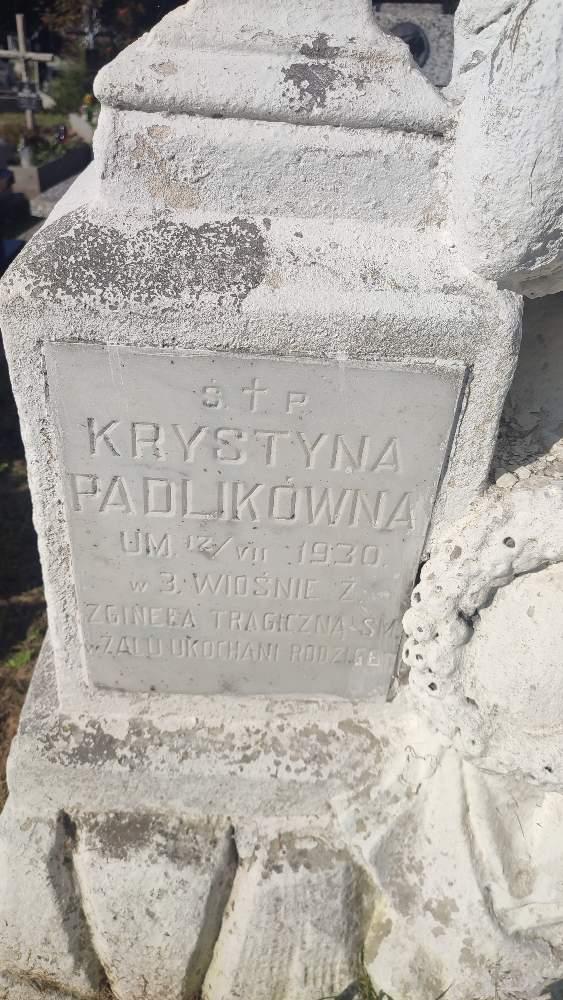 Ś † P
KRYSTYNA
PADLIKÓWNA
UM. 12/VII 1930.
W 3. WIOŚNIE Ż.
ZGINĘŁA TRAGICZNĄ ŚM.
W ŻALU UKOCHANI RODZICE